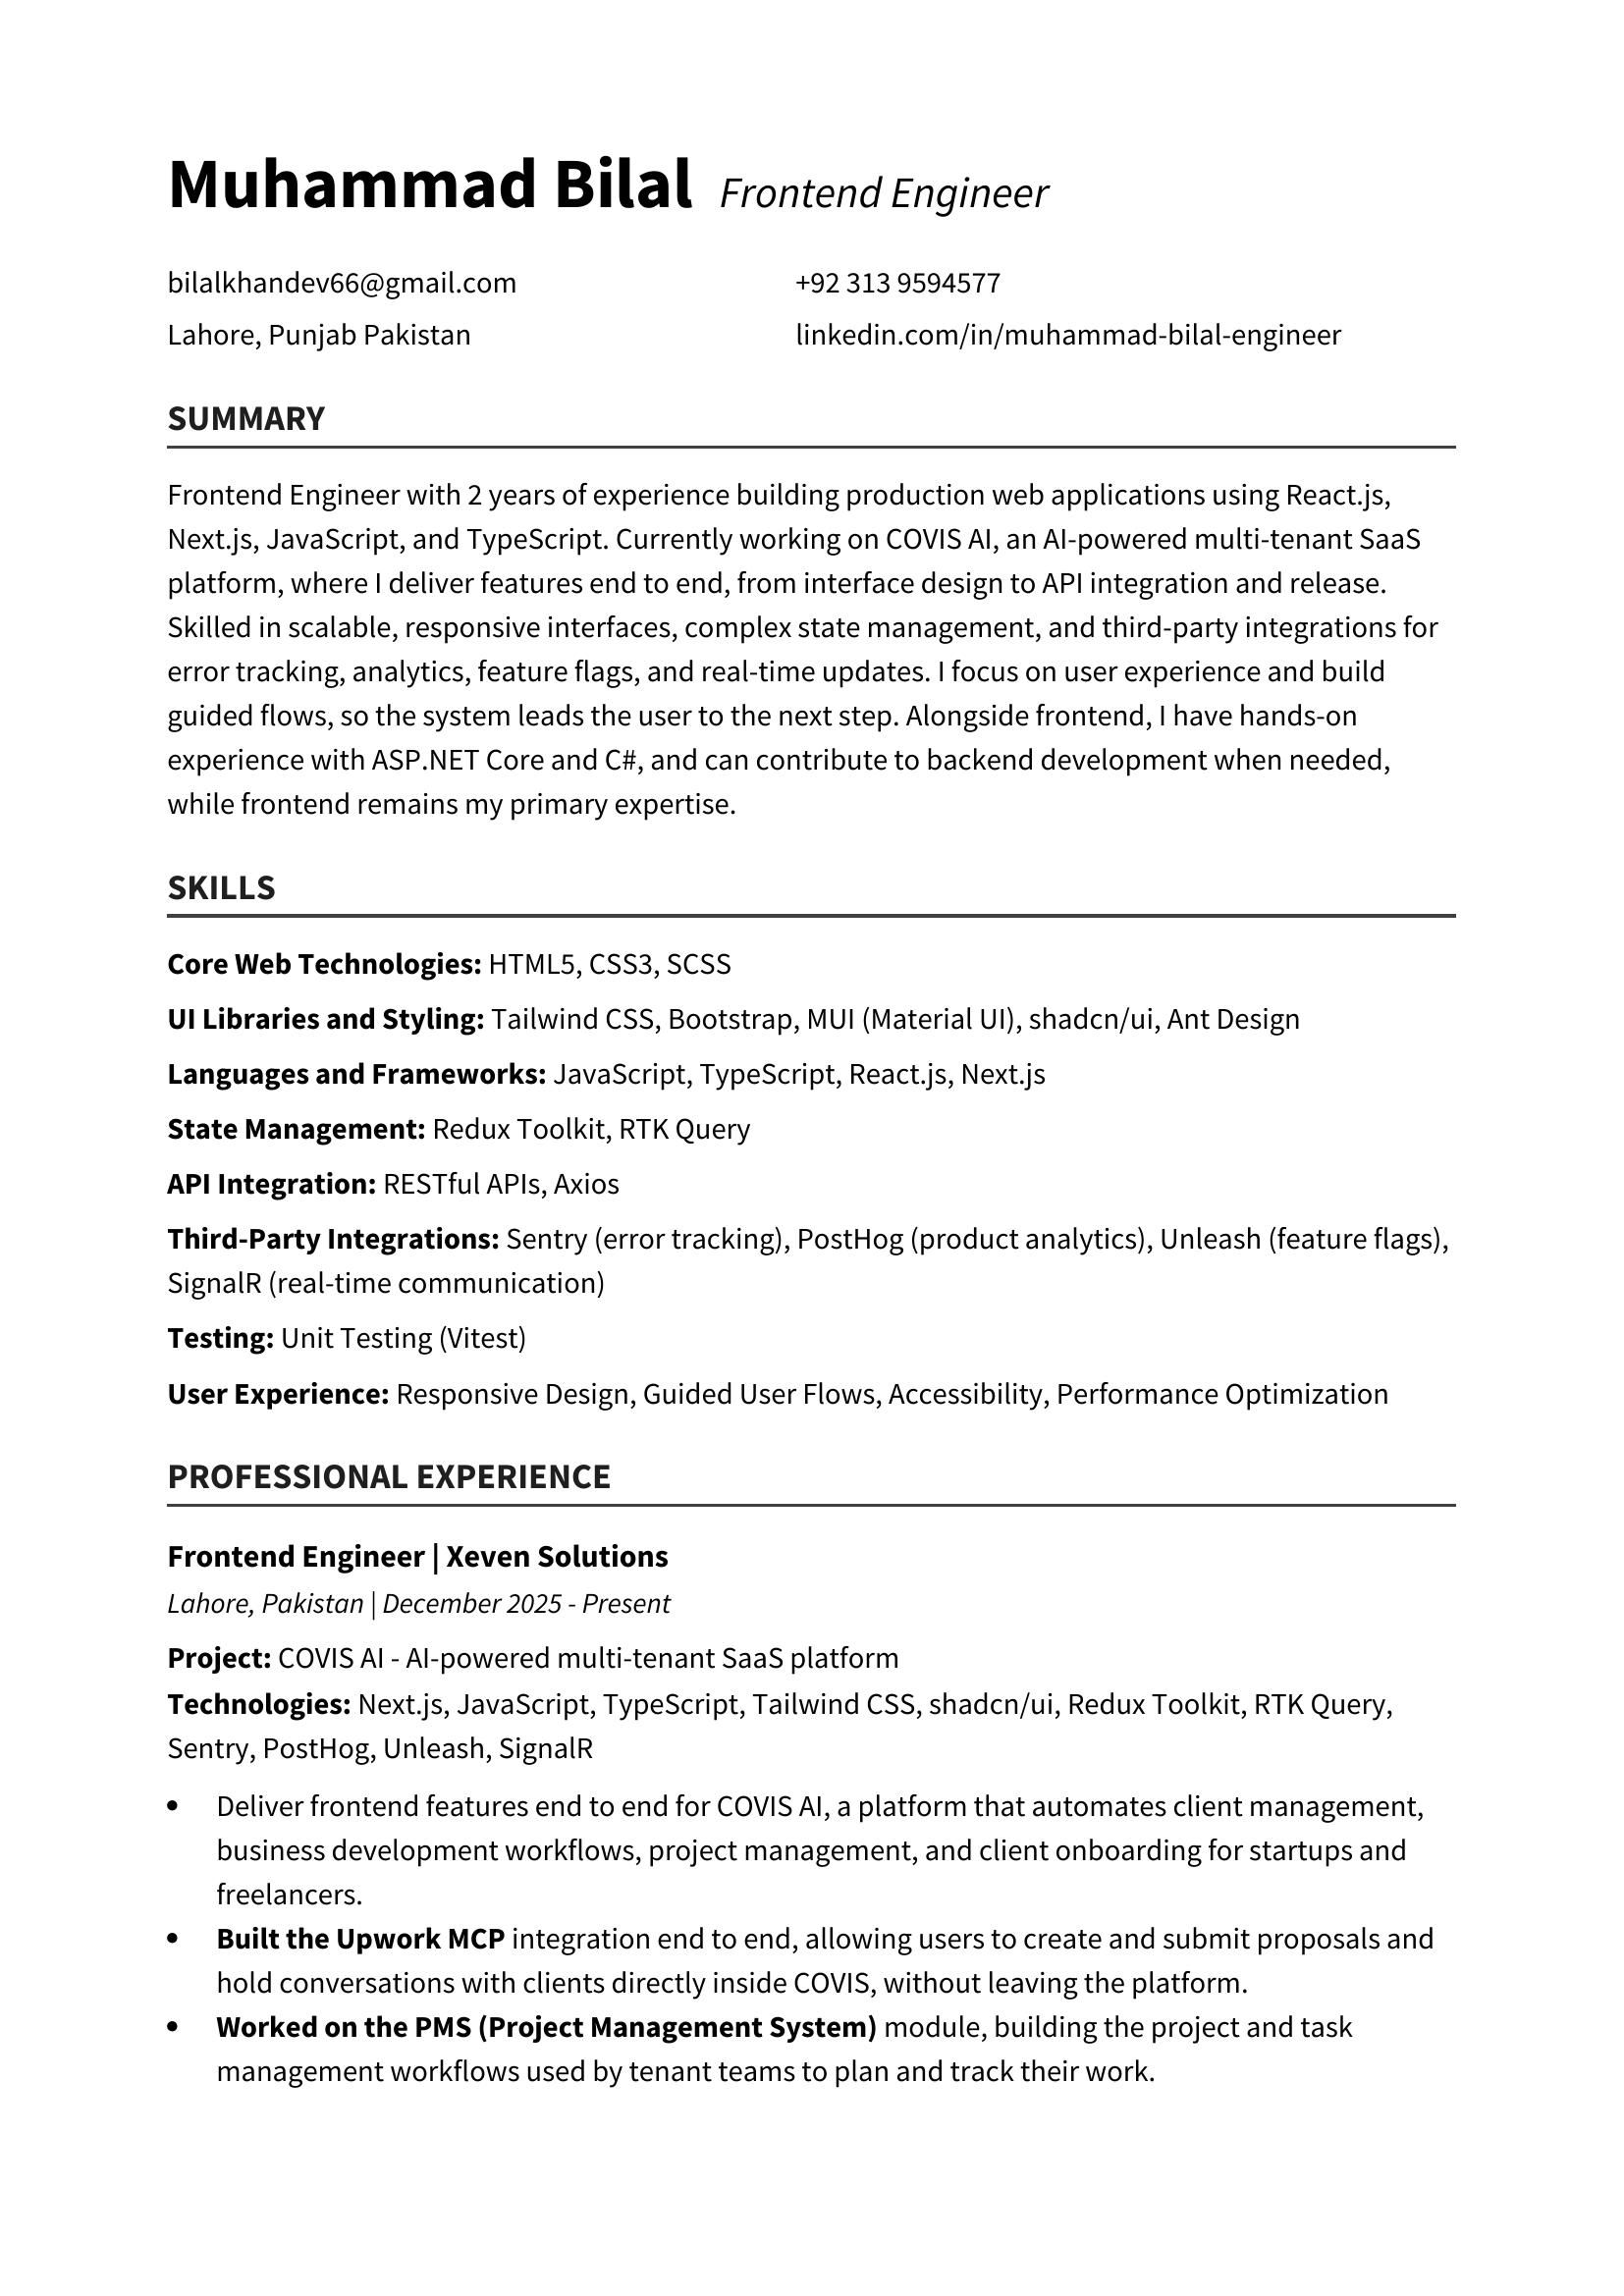 Muhammad Bilal Frontend Engineer
bilalkhandev66@gmail.com +92 313 9594577
Lahore, Punjab Pakistan linkedin.com/in/muhammad-bilal-engineer
SUMMARY
Frontend Engineer with 2 years of experience building production web applications using React.js,
Next.js, JavaScript, and TypeScript. Currently working on COVIS AI, an AI-powered multi-tenant SaaS
platform, where I deliver features end to end, from interface design to API integration and release.
Skilled in scalable, responsive interfaces, complex state management, and third-party integrations for
error tracking, analytics, feature flags, and real-time updates. I focus on user experience and build
guided flows, so the system leads the user to the next step. Alongside frontend, I have hands-on
experience with ASP.NET Core and C#, and can contribute to backend development when needed,
while frontend remains my primary expertise.
SKILLS
Core Web Technologies: HTML5, CSS3, SCSS
UI Libraries and Styling: Tailwind CSS, Bootstrap, MUI (Material UI), shadcn/ui, Ant Design
Languages and Frameworks: JavaScript, TypeScript, React.js, Next.js
State Management: Redux Toolkit, RTK Query
API Integration: RESTful APIs, Axios
Third-Party Integrations: Sentry (error tracking), PostHog (product analytics), Unleash (feature flags),
SignalR (real-time communication)
Testing: Unit Testing (Vitest)
User Experience: Responsive Design, Guided User Flows, Accessibility, Performance Optimization
PROFESSIONAL EXPERIENCE
Frontend Engineer | Xeven Solutions
Lahore, Pakistan | December 2025 - Present
Project: COVIS AI - AI-powered multi-tenant SaaS platform
Technologies: Next.js, JavaScript, TypeScript, Tailwind CSS, shadcn/ui, Redux Toolkit, RTK Query,
Sentry, PostHog, Unleash, SignalR
• Deliver frontend features end to end for COVIS AI, a platform that automates client management,
business development workflows, project management, and client onboarding for startups and
freelancers.
• Built the Upwork MCP integration end to end, allowing users to create and submit proposals and
hold conversations with clients directly inside COVIS, without leaving the platform.
• Worked on the PMS (Project Management System) module, building the project and task
management workflows used by tenant teams to plan and track their work.